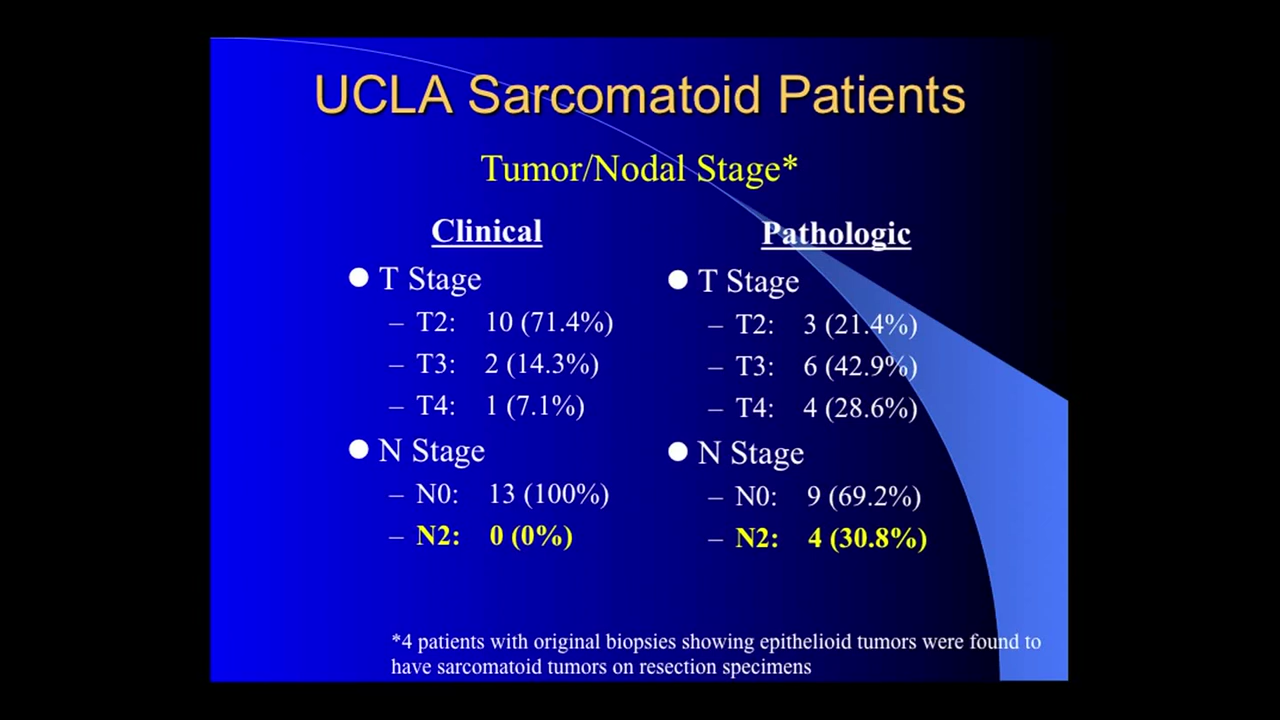 UCLA Sarcomatoid Patients
Tumor/Nodal Stage*
Clinical
● T Stage
– T2: 10 (71.4%)
– T3: 2 (14.3%)
– T4: 1 (7.1%)
● N Stage
– N0: 13 (100%)
– N2: 0 (0%)
Pathologic
● T Stage
– T2: 3 (21.4%)
– T3: 6 (42.9%)
– T4: 4 (28.6%)
● N Stage
– N0: 9 (69.2%)
– N2: 4 (30.8%)
*4 patients with original biopsies showing epithelioid tumors were found to
have sarcomatoid tumors on resection specimens